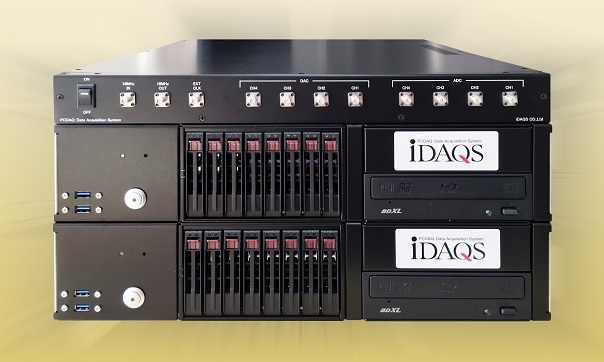 ON
OFF
10MHz IN
10MHz OUT
EXT CLK
DAC
CH4 CH3 CH2 CH1
ADC
CH4 CH3 CH2 CH1
PCDAQ: Data Acquisition System
iDAQS CO.,Ltd
PCDAQ: Data Acquisition System
iDAQS
BDXL
PCDAQ: Data Acquisition System
iDAQS
BDXL